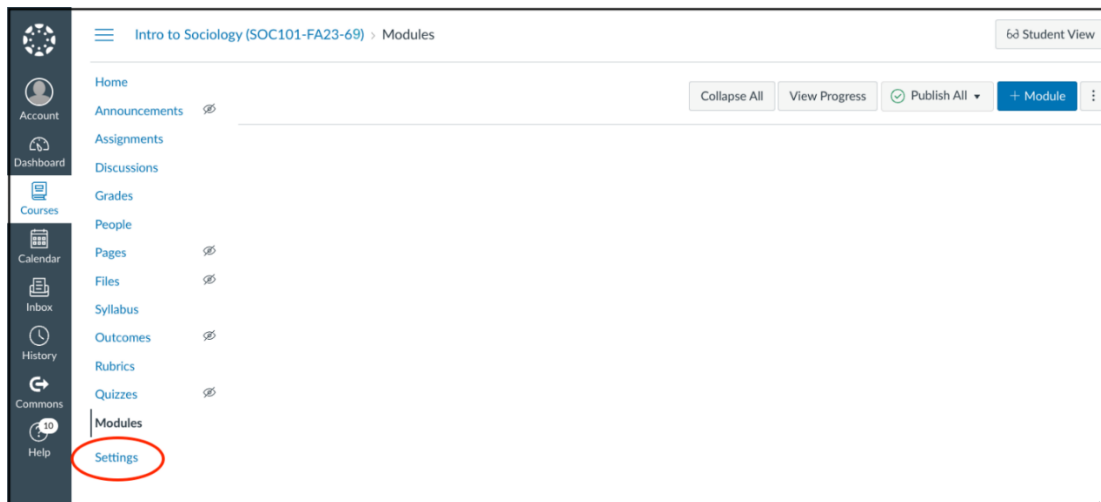 Intro to Sociology (SOC101-FA23-69) › Modules
Student View
Account
Dashboard
Courses
Calendar
Inbox
History
Commons
10
Help
Home
Announcements
Assignments
Discussions
Grades
People
Pages
Files
Syllabus
Outcomes
Rubrics
Quizzes
Modules
Settings
Collapse All
View Progress
Publish All
+ Module